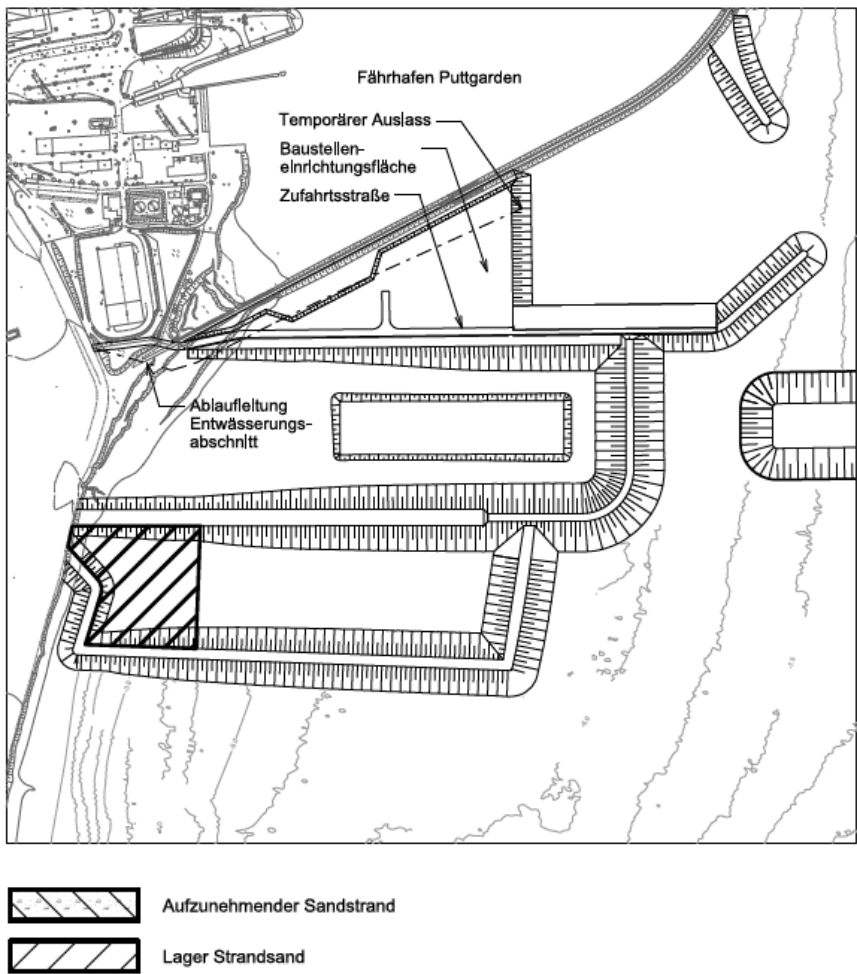 Fährhafen Puttgarden
Temporärer Auslass
Baustellen-
einrichtungsfläche
Zufahrtsstraße
Ablaufleitung
Entwässerungs-
abschnitt
Aufzunehmender Sandstrand
Lager Strandsand